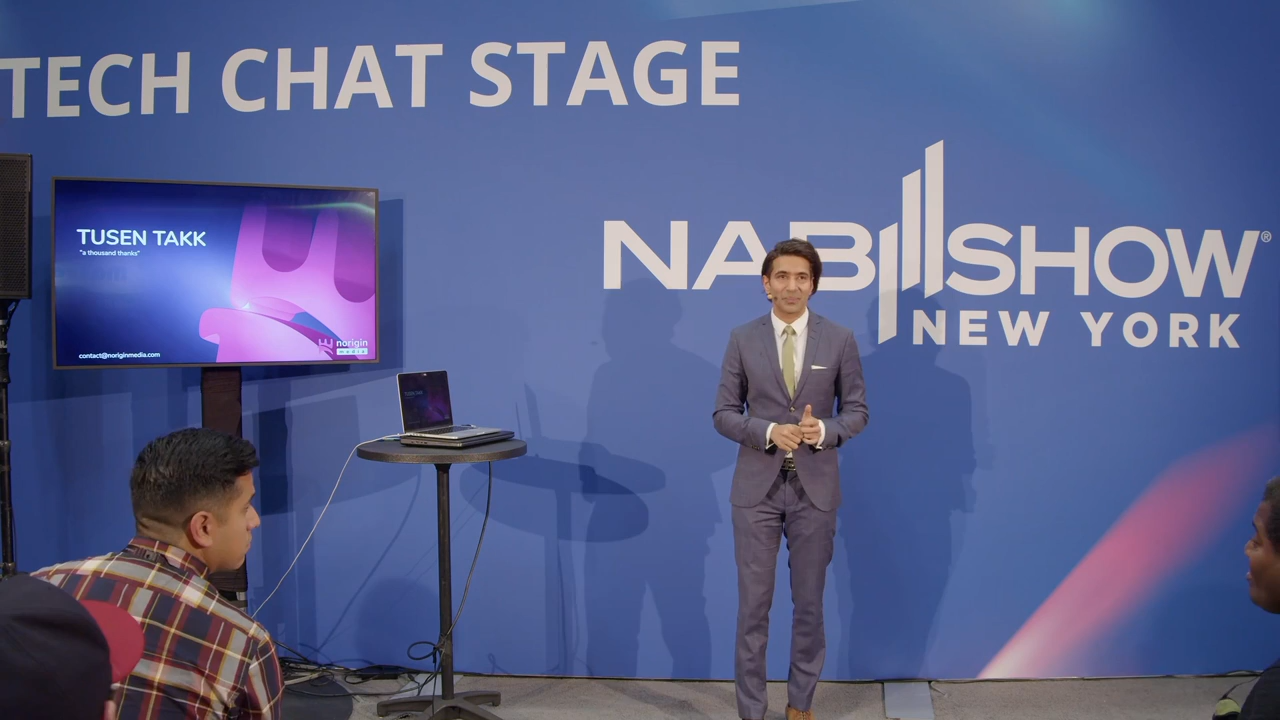 TECH CHAT STAGE
NAB SHOW®
NEW YORK
TUSEN TAKK
"a thousand thanks"
contact@noriginmedia.com
norigin
media